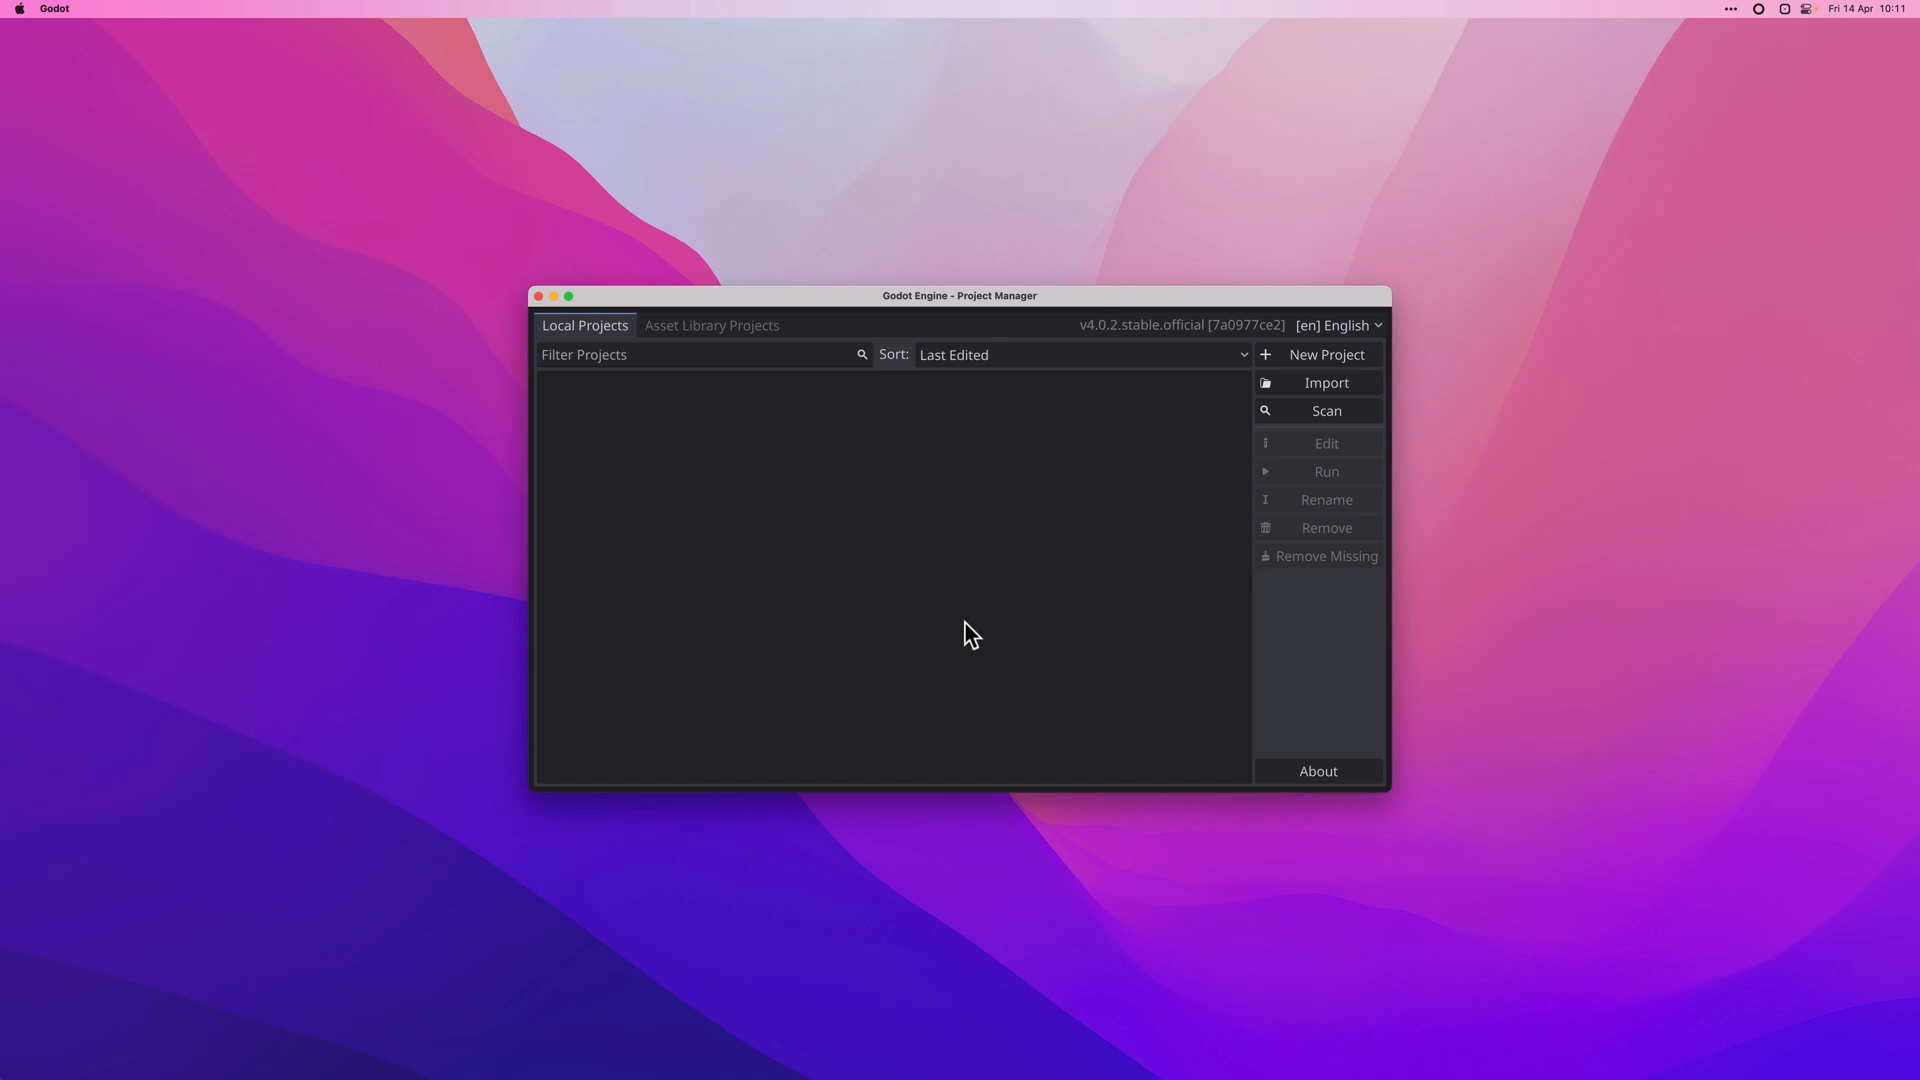 Godot
Fri 14 Apr 10:11
Godot Engine - Project Manager
Local Projects Asset Library Projects v4.0.2.stable.official [7a0977ce2] [en] English
Filter Projects Sort: Last Edited New Project
Import
Scan
Edit
Run
Rename
Remove
Remove Missing
About